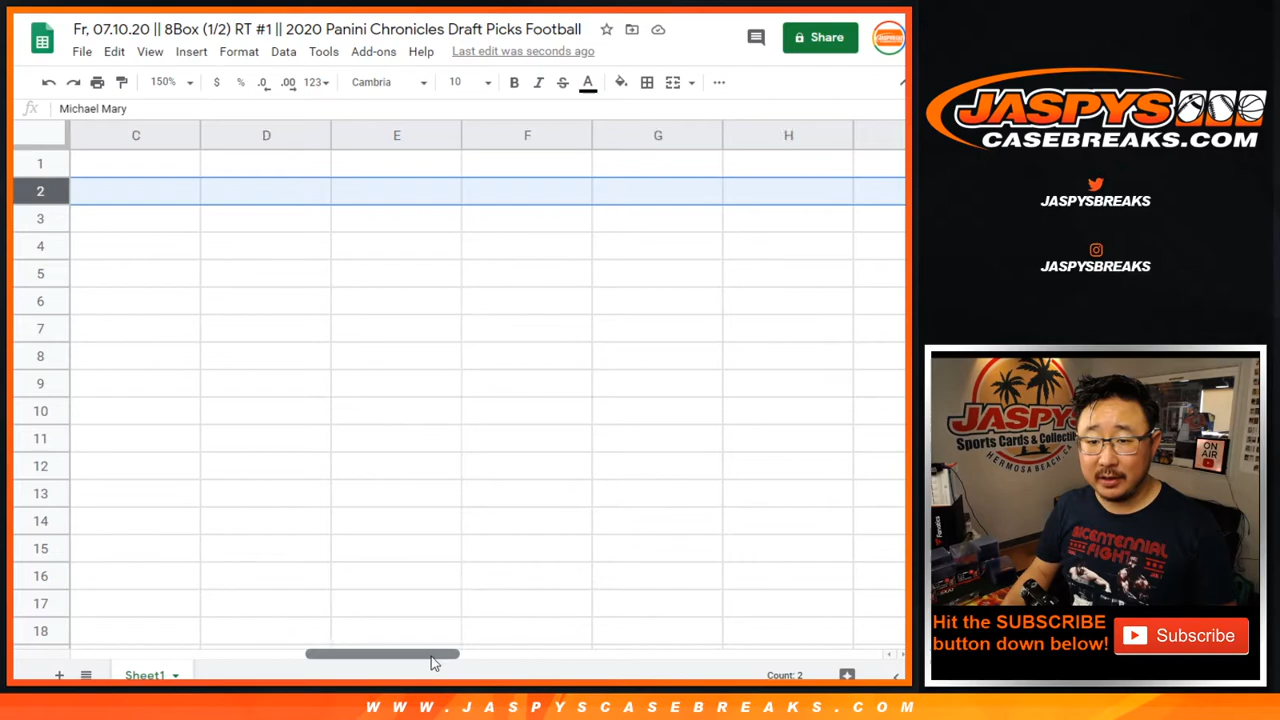 Fr, 07.10.20 || 8Box (1/2) RT #1 || 2020 Panini Chronicles Draft Picks Football
File Edit View Insert Format Data Tools Add-ons Help Last edit was seconds ago
Share
150% $ % .0 .00 123 Cambria 10 B I S A
fx Michael Mary
C D E F G H
1
2
3
4
5
6
7
8
9
10
11
12
13
14
15
16
17
18
Sheet1
Count: 2
JASPYS
CASEBREAKS.COM
JASPYSBREAKS
JASPYSBREAKS
JASPYS
Sports Cards & Collectibl
HERMOSA BEACH, CA
ON
AIR
Fanatics
BICENTENNIAL
FIGHT
Hit the SUBSCRIBE
button down below!
Subscribe
WWW.JASPYSCASEBREAKS.COM